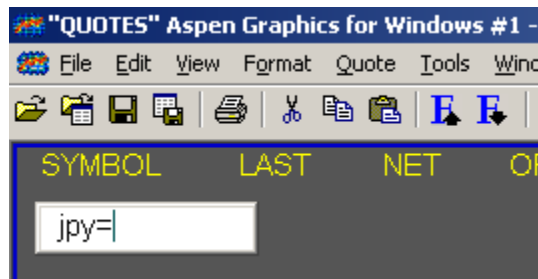 "QUOTES" Aspen Graphics for Windows #1 -
File Edit View Format Quote Tools
SYMBOL LAST NET
jpy=